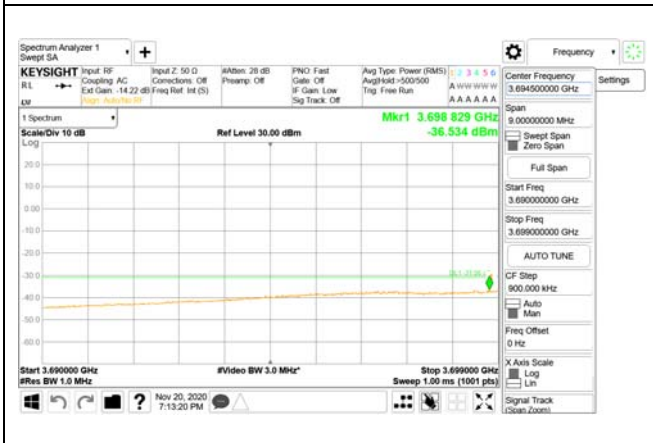 Spectrum Analyzer 1
Swept SA
+
Frequency
KEYSIGHT
Input: RF
Coupling: AC
Ext Gain: -14.22 dB
Align: Auto/No RF
Input Z: 50 Ω
Corrections: Off
Freq Ref: Int (S)
#Atten: 28 dB
Preamp: Off
PNO: Fast
Gate: Off
IF Gain: Low
Sig Track: Off
Avg Type: Power (RMS)
Avg|Hold:>500/500
Trig: Free Run
1 2 3 4 5 6
A W W W W W
A A A A A A
RL
1 Spectrum
Scale/Div 10 dB
Log
Ref Level 30.00 dBm
Mkr1 3.698 829 GHz
-36.534 dBm
20.0
10.0
0.00
-10.0
-20.0
-30.0
-40.0
-50.0
-60.0
Start 3.690000 GHz
#Res BW 1.0 MHz
#Video BW 3.0 MHz*
Stop 3.699000 GHz
Sweep 1.00 ms (1001 pts)
Nov 20, 2020
7:13:20 PM
?
Center Frequency
3.694500000 GHz
Settings
Span
9.00000000 MHz
Swept Span
Zero Span
Full Span
Start Freq
3.690000000 GHz
Stop Freq
3.699000000 GHz
AUTO TUNE
CF Step
900.000 kHz
Auto
Man
Freq Offset
0 Hz
X Axis Scale
Log
Lin
Signal Track
(Span Zoom)